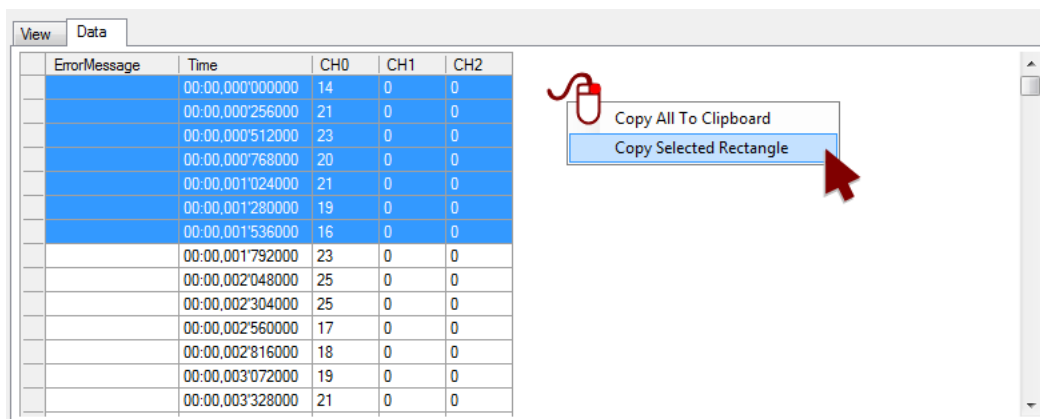 View Data
ErrorMessage Time CH0 CH1 CH2
00:00,000'000000 14 0 0
00:00,000'256000 21 0 0
00:00,000'512000 23 0 0
00:00,000'768000 20 0 0
00:00,001'024000 21 0 0
00:00,001'280000 19 0 0
00:00,001'536000 16 0 0
00:00,001'792000 23 0 0
00:00,002'048000 25 0 0
00:00,002'304000 25 0 0
00:00,002'560000 17 0 0
00:00,002'816000 18 0 0
00:00,003'072000 19 0 0
00:00,003'328000 21 0 0
Copy All To Clipboard
Copy Selected Rectangle